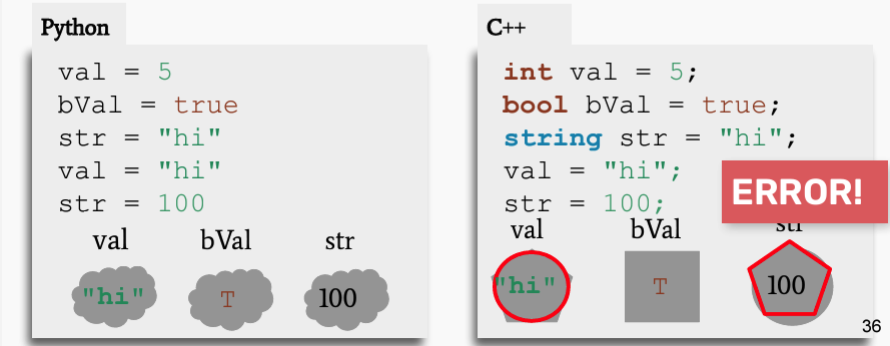 Python
val = 5
bVal = true
str = "hi"
val = "hi"
str = 100
val bVal str
"hi" T 100
C++
int val = 5;
bool bVal = true;
string str = "hi";
val = "hi";
str = 100;
ERROR!
val bVal str
"hi" T 100
36